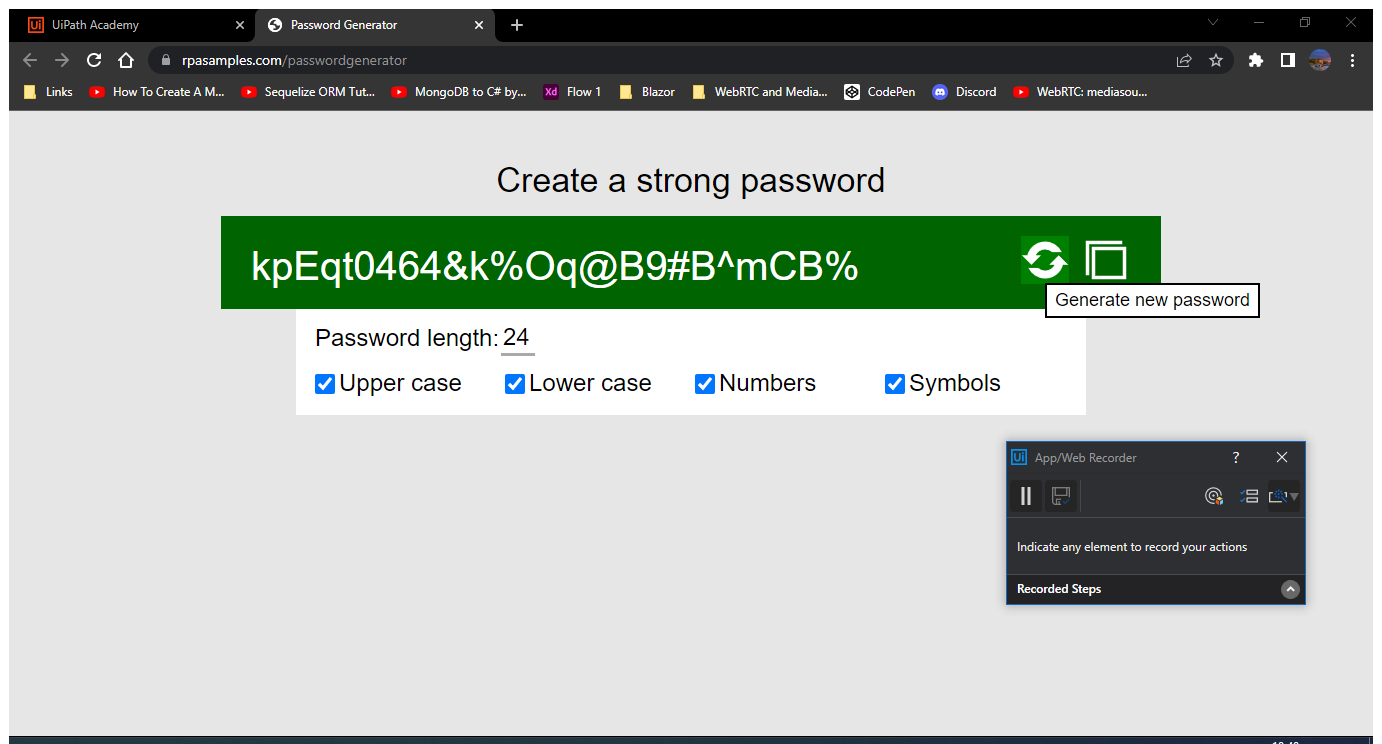 UiPath Academy
Password Generator
rpasamples.com/passwordgenerator
Links
How To Create A M...
Sequelize ORM Tut...
MongoDB to C# by...
Xd
Flow 1
Blazor
WebRTC and Media...
CodePen
Discord
WebRTC: mediasou...
Create a strong password
kpEqt0464&k%Oq@B9#B^mCB%
Generate new password
Password length: 24
Upper case
Lower case
Numbers
Symbols
Ui App/Web Recorder ?
Indicate any element to record your actions
Recorded Steps